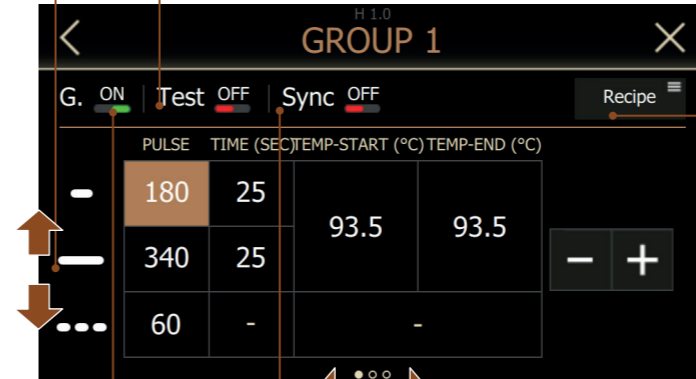 H 1.0
GROUP 1
G. ON Test OFF Sync OFF Recipe
PULSE TIME (SEC) TEMP-START (°C) TEMP-END (°C)
180 25 93.5 93.5
340 25
60 - -